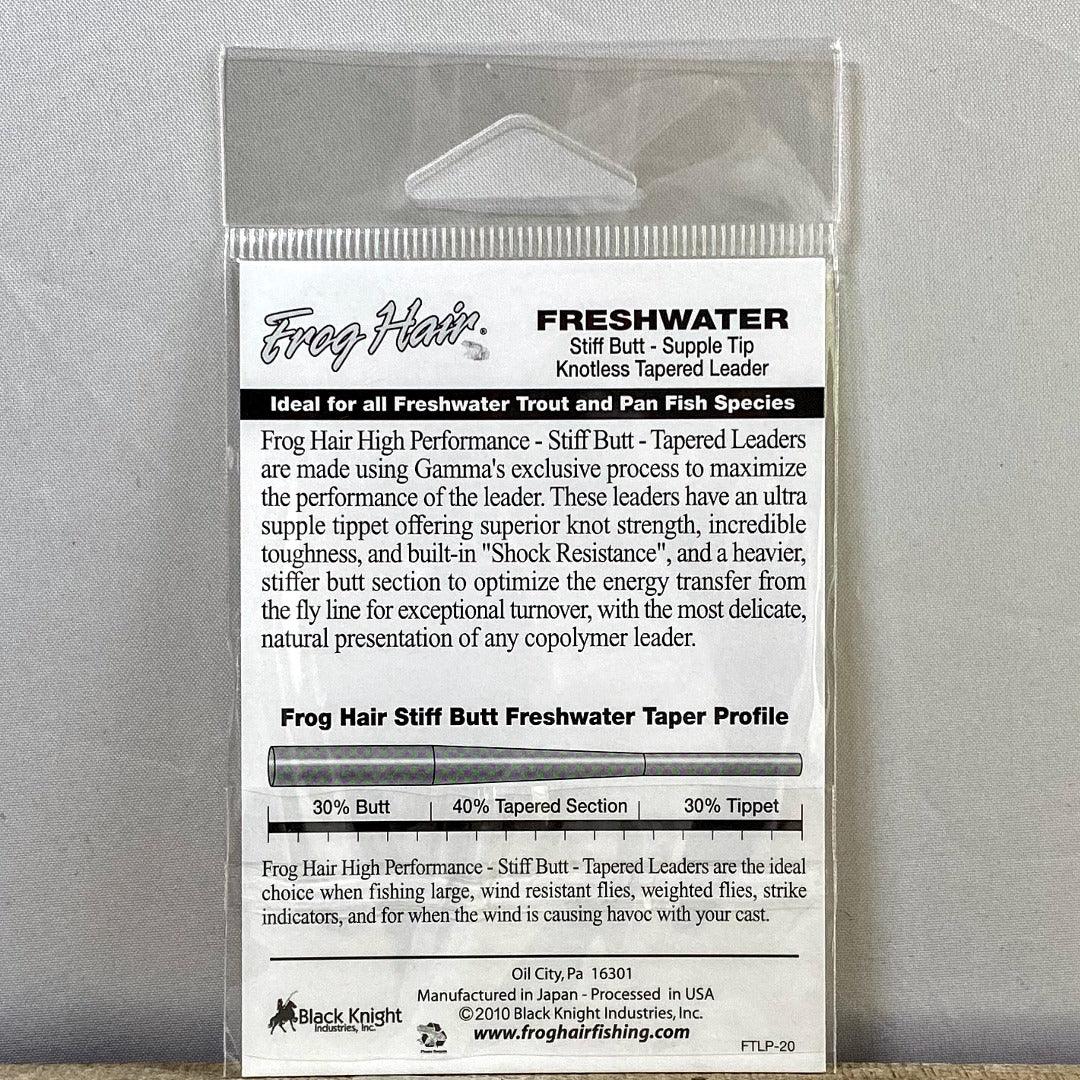 Frog Hair®
FRESHWATER
Stiff Butt - Supple Tip
Knotless Tapered Leader
Ideal for all Freshwater Trout and Pan Fish Species
Frog Hair High Performance - Stiff Butt - Tapered Leaders
are made using Gamma's exclusive process to maximize
the performance of the leader. These leaders have an ultra
supple tippet offering superior knot strength, incredible
toughness, and built-in "Shock Resistance", and a heavier,
stiffer butt section to optimize the energy transfer from
the fly line for exceptional turnover, with the most delicate,
natural presentation of any copolymer leader.
Frog Hair Stiff Butt Freshwater Taper Profile
30% Butt 40% Tapered Section 30% Tippet
Frog Hair High Performance - Stiff Butt - Tapered Leaders are the ideal
choice when fishing large, wind resistant flies, weighted flies, strike
indicators, and for when the wind is causing havoc with your cast.
Oil City, Pa 16301
Manufactured in Japan - Processed in USA
©2010 Black Knight Industries, Inc.
www.froghairfishing.com
Black Knight
Industries, Inc.
Please Recycle
FTLP-20